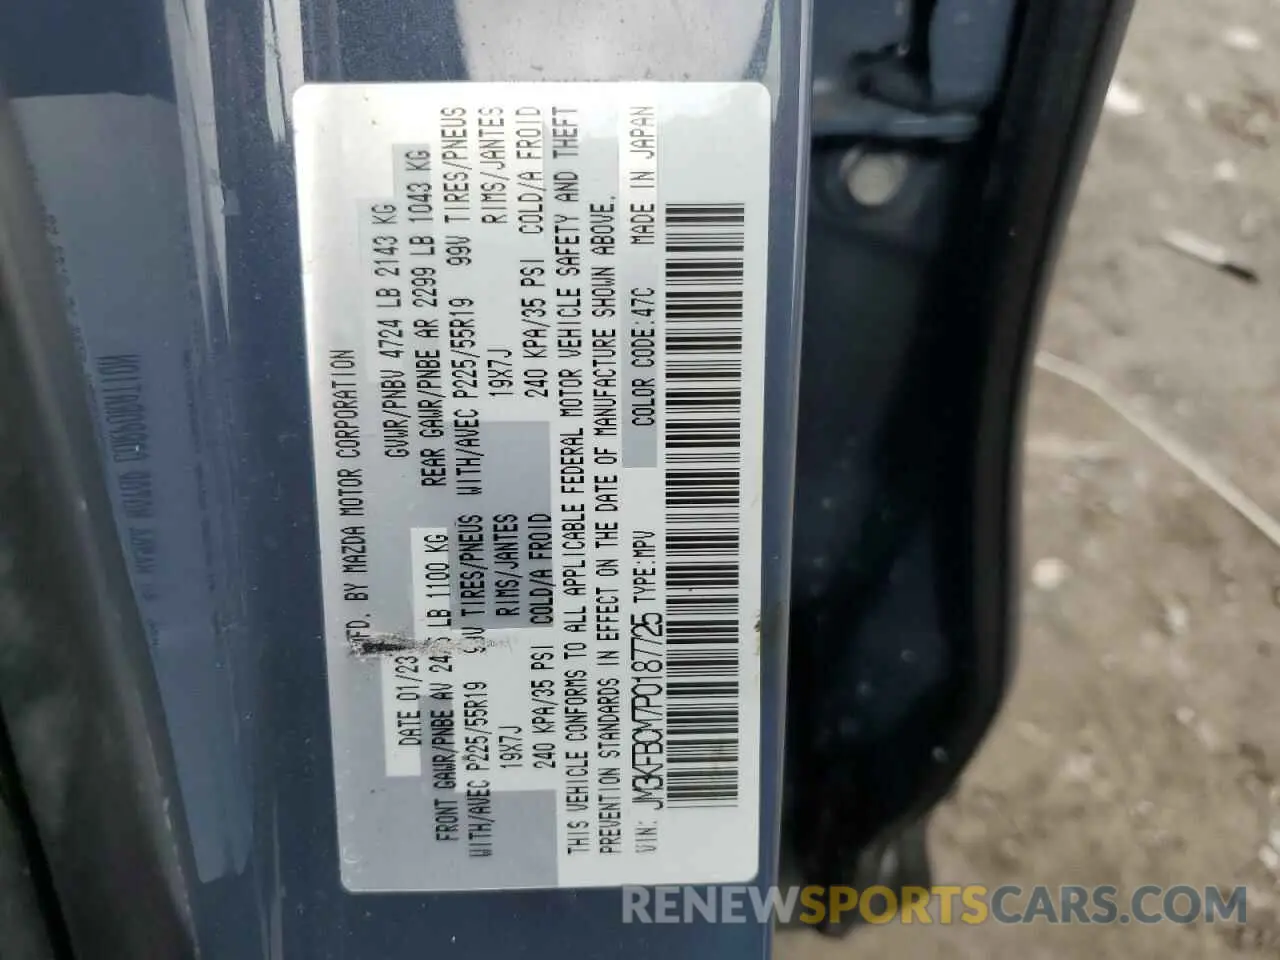 MFD. BY MAZDA MOTOR CORPORATION
DATE 01/23 GVWR/PNBV 4724 LB 2143 KG
FRONT GAWR/PNBE AV LB 1100 KG REAR GAWR/PNBE AR 2299 LB 1043 KG
WITH/AVEC P225/55R19 TIRES/PNEUS WITH/AVEC P225/55R19 99V TIRES/PNEUS
19X7J RIMS/JANTES 19X7J RIMS/JANTES
240 KPA/35 PSI COLD/A FROID 240 KPA/35 PSI COLD/A FROID
THIS VEHICLE CONFORMS TO ALL APPLICABLE FEDERAL MOTOR VEHICLE SAFETY AND THEFT
PREVENTION STANDARDS IN EFFECT ON THE DATE OF MANUFACTURE SHOWN ABOVE.
VIN: JM3KFBCM7P0187725 TYPE:MPV COLOR CODE:47C MADE IN JAPAN
RENEWSPORTSCARS.COM